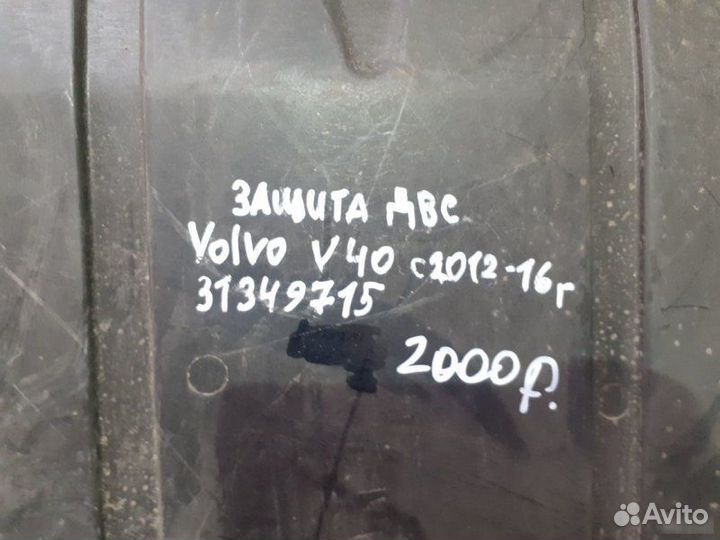 ЗАЩИТА ДВС
Volvo V40 с2012-16г
31349715
2000р.
Avito